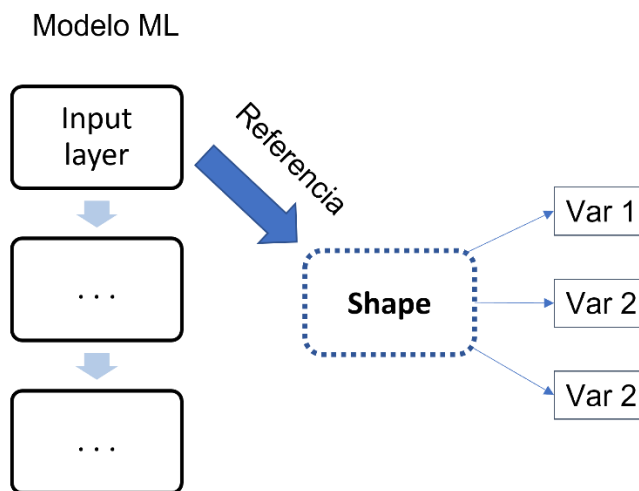 Modelo ML
Input
layer
. . .
. . .
Referencia
Shape
Var 1
Var 2
Var 2